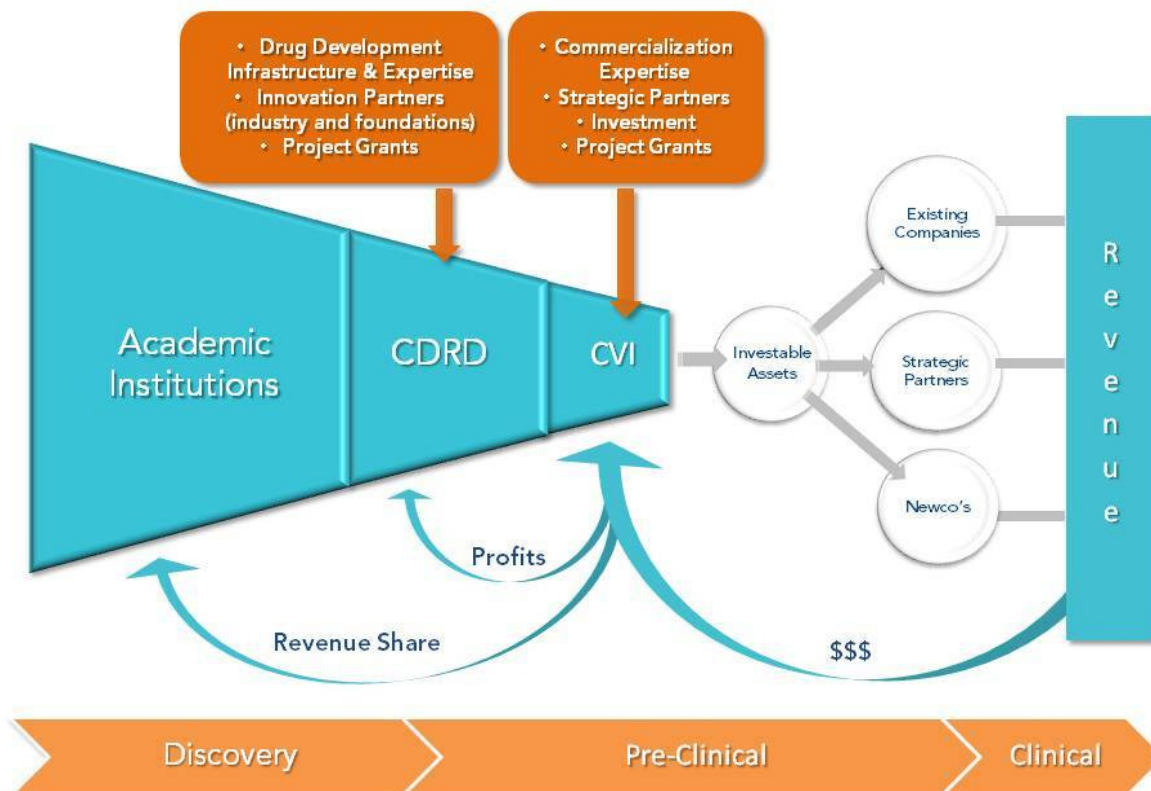 • Drug Development
Infrastructure & Expertise
• Innovation Partners
(industry and foundations)
• Project Grants
• Commercialization
Expertise
• Strategic Partners
• Investment
• Project Grants
Academic
Institutions
CDRD
CVI
Investable
Assets
Existing
Companies
Strategic
Partners
Newco's
Revenue
Profits
Revenue Share
$$$
Discovery
Pre-Clinical
Clinical